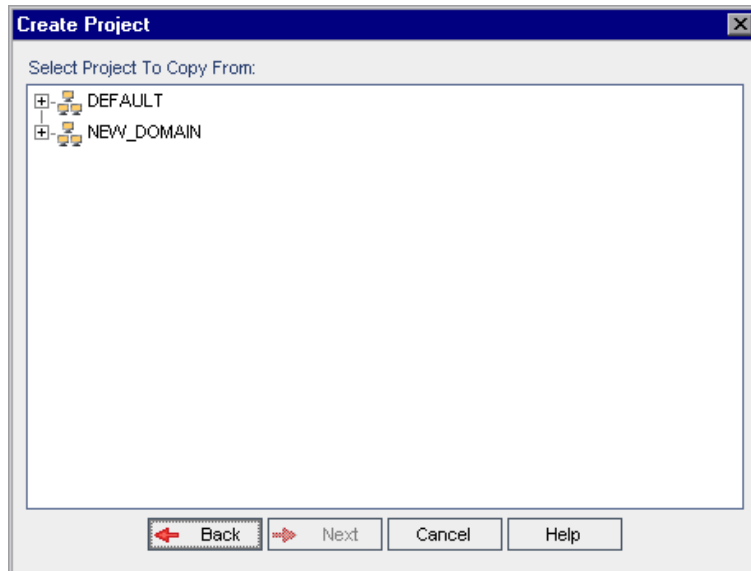 Create Project
Select Project To Copy From:
DEFAULT
NEW_DOMAIN
Back Next Cancel Help